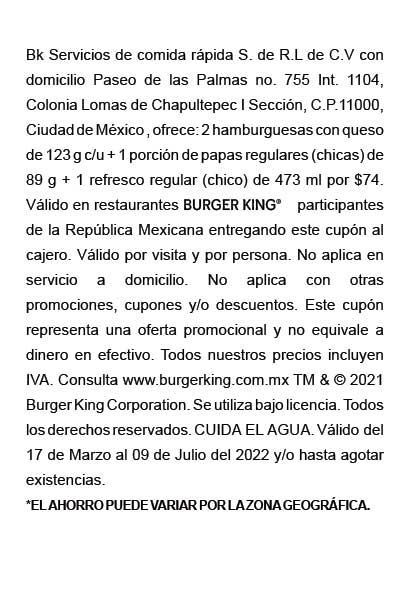 Bk Servicios de comida rápida S. de R.L de C.V con
domicilio Paseo de las Palmas no. 755 Int. 1104,
Colonia Lomas de Chapultepec I Sección, C.P.11000,
Ciudad de México , ofrece: 2 hamburguesas con queso
de 123 g c/u + 1 porción de papas regulares (chicas) de
89 g + 1 refresco regular (chico) de 473 ml por $74.
Válido en restaurantes BURGER KING® participantes
de la República Mexicana entregando este cupón al
cajero. Válido por visita y por persona. No aplica en
servicio a domicilio. No aplica con otras
promociones, cupones y/o descuentos. Este cupón
representa una oferta promocional y no equivale a
dinero en efectivo. Todos nuestros precios incluyen
IVA. Consulta www.burgerking.com.mx TM & © 2021
Burger King Corporation. Se utiliza bajo licencia. Todos
los derechos reservados. CUIDA EL AGUA. Válido del
17 de Marzo al 09 de Julio del 2022 y/o hasta agotar
existencias.
*EL AHORRO PUEDE VARIAR POR LA ZONA GEOGRÁFICA.